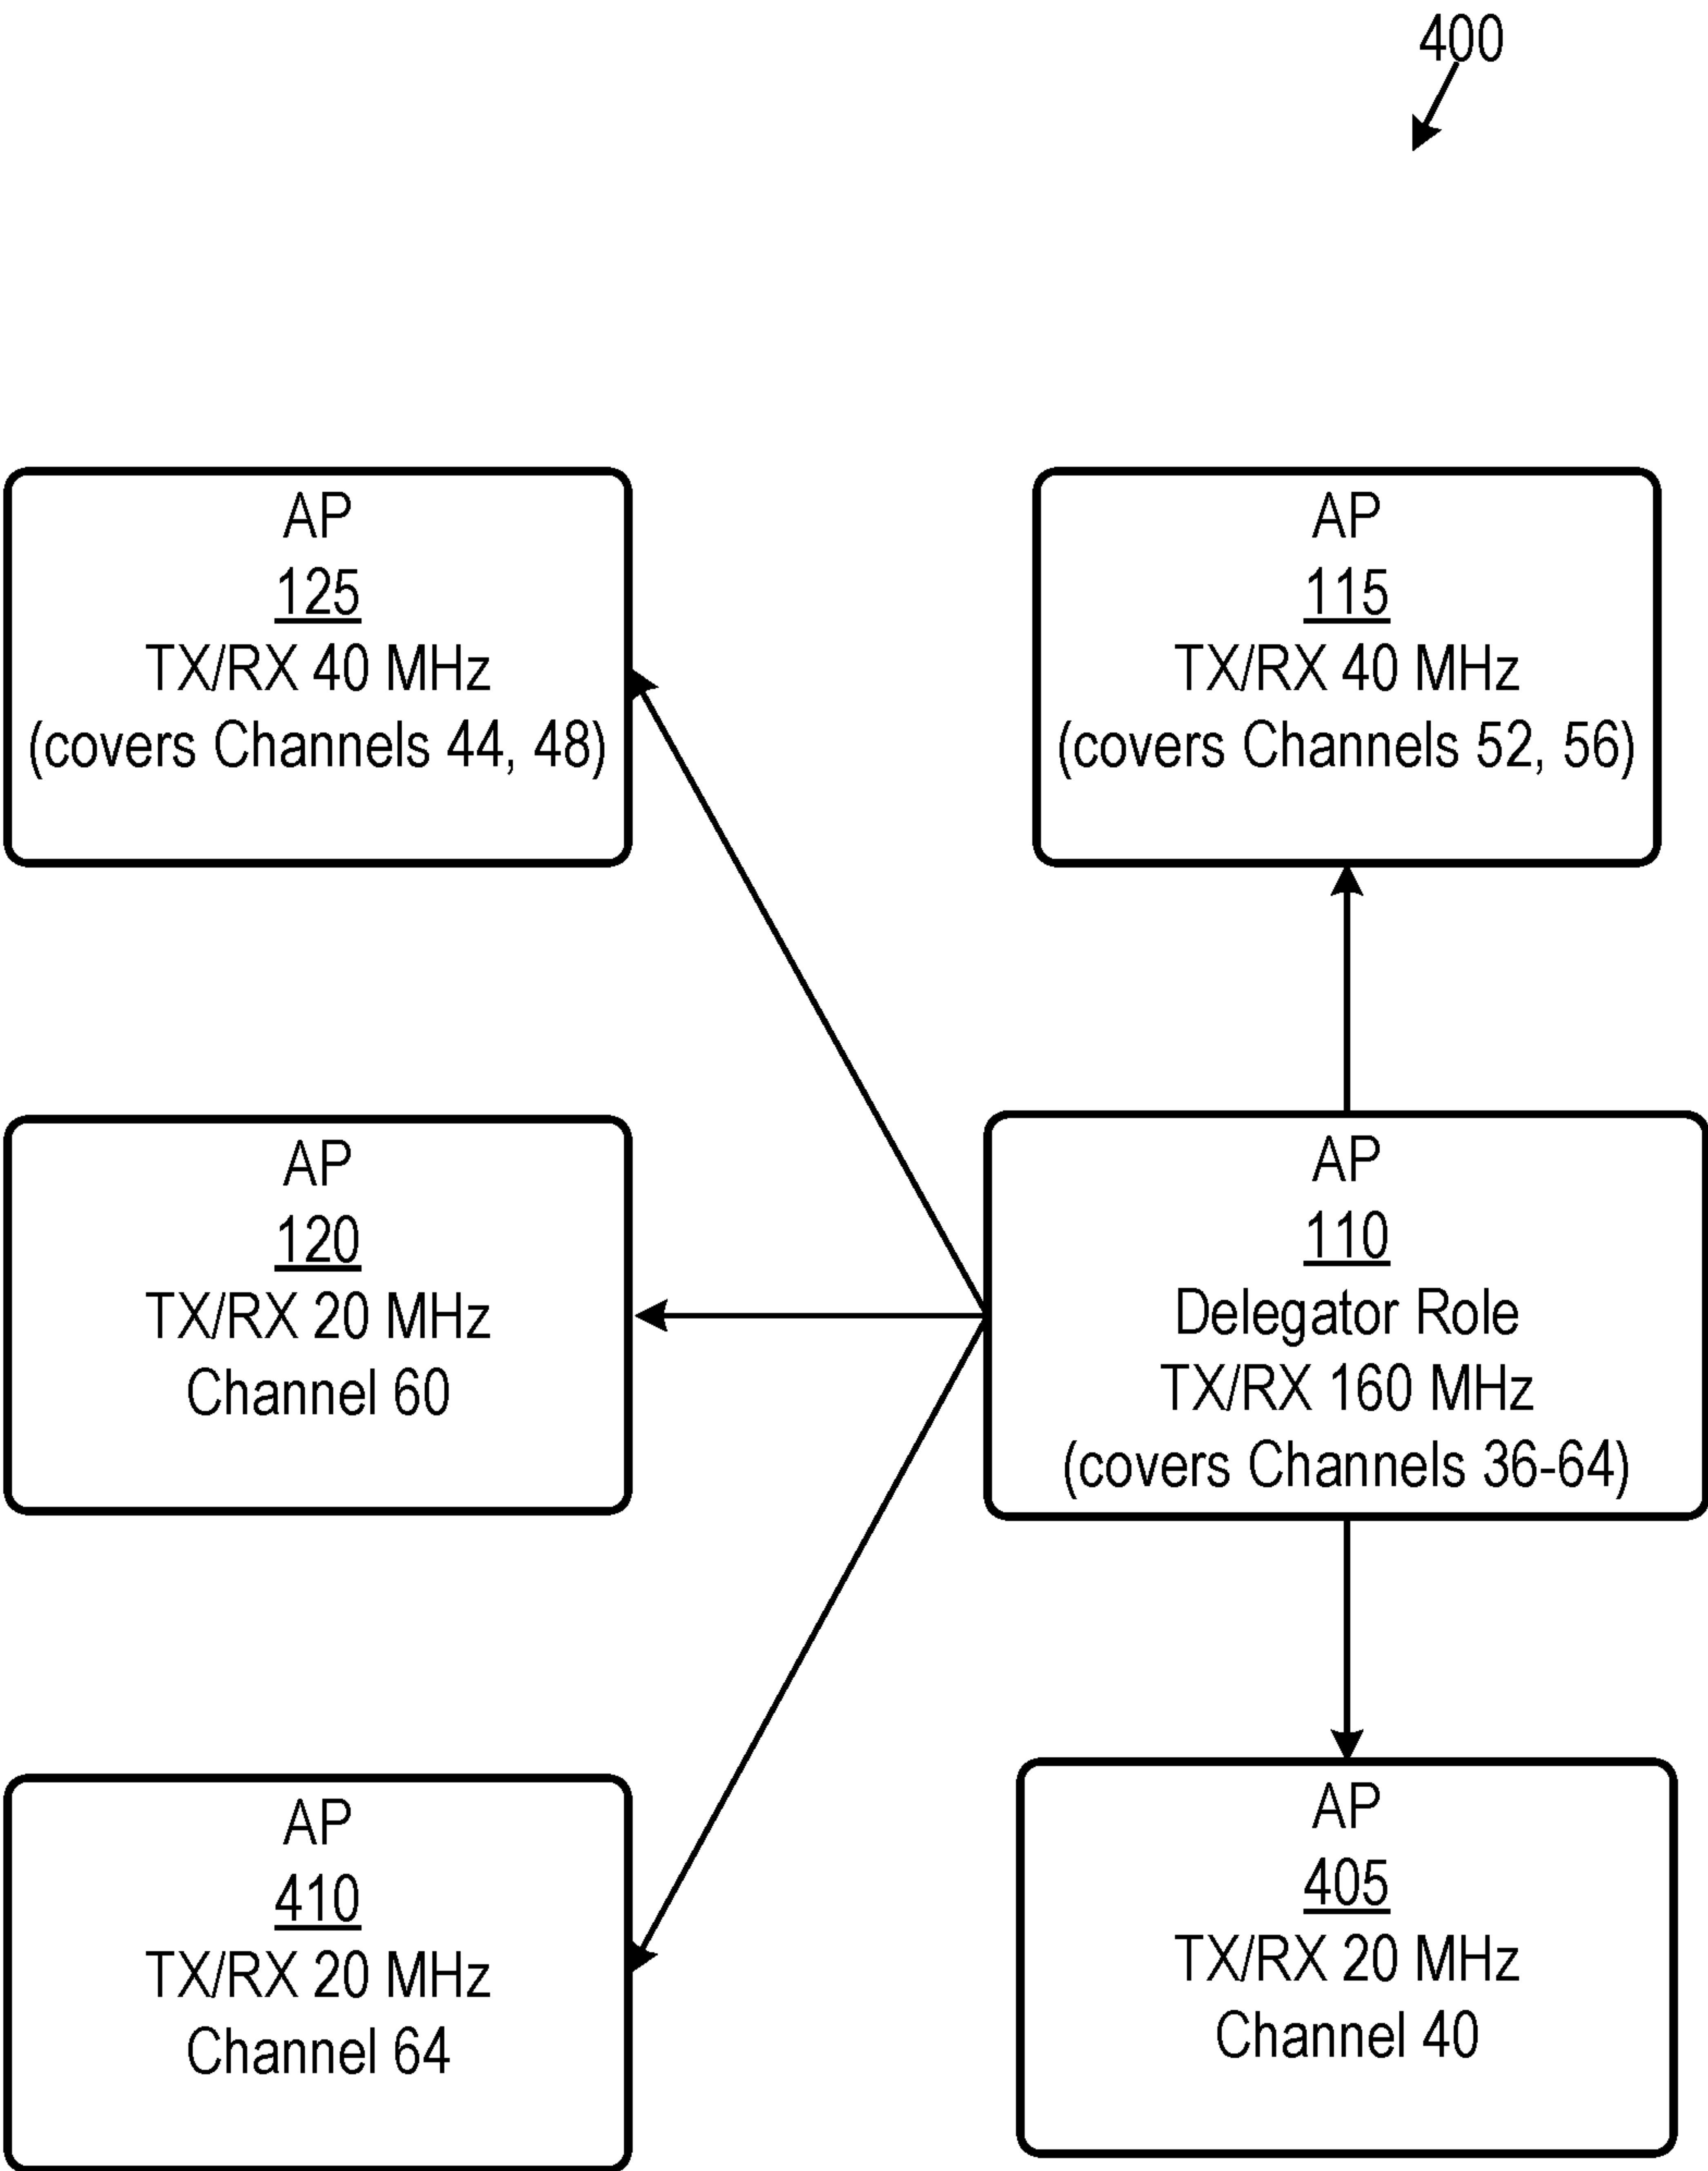 400
AP
125
TX/RX 40 MHz
(covers Channels 44, 48)
AP
115
TX/RX 40 MHz
(covers Channels 52, 56)
AP
120
TX/RX 20 MHz
Channel 60
AP
110
Delegator Role
TX/RX 160 MHz
(covers Channels 36-64)
AP
410
TX/RX 20 MHz
Channel 64
AP
405
TX/RX 20 MHz
Channel 40